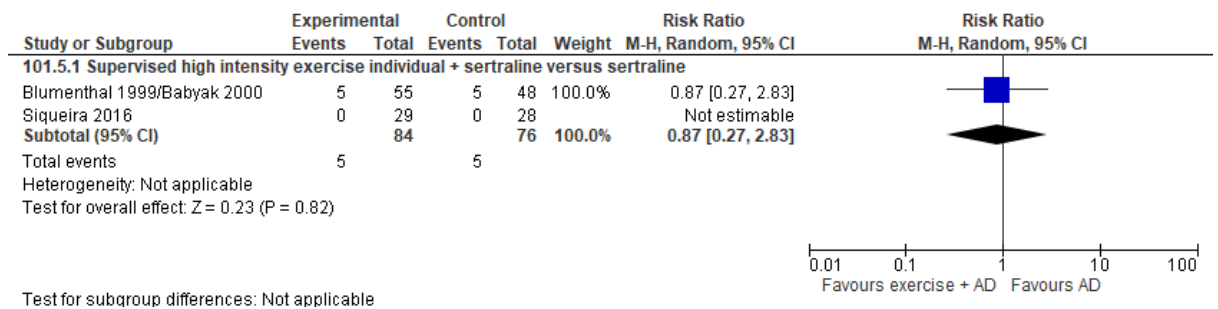 Experimental Control Risk Ratio Risk Ratio
Study or Subgroup Events Total Events Total Weight M-H, Random, 95% CI M-H, Random, 95% CI
101.5.1 Supervised high intensity exercise individual + sertraline versus sertraline
Blumenthal 1999/Babyak 2000 5 55 5 48 100.0% 0.87 [0.27, 2.83]
Siqueira 2016 0 29 0 28 Not estimable
Subtotal (95% CI) 84 76 100.0% 0.87 [0.27, 2.83]
Total events 5 5
Heterogeneity: Not applicable
Test for overall effect: Z = 0.23 (P = 0.82)
0.01 0.1 1 10 100
Favours exercise + AD Favours AD
Test for subgroup differences: Not applicable